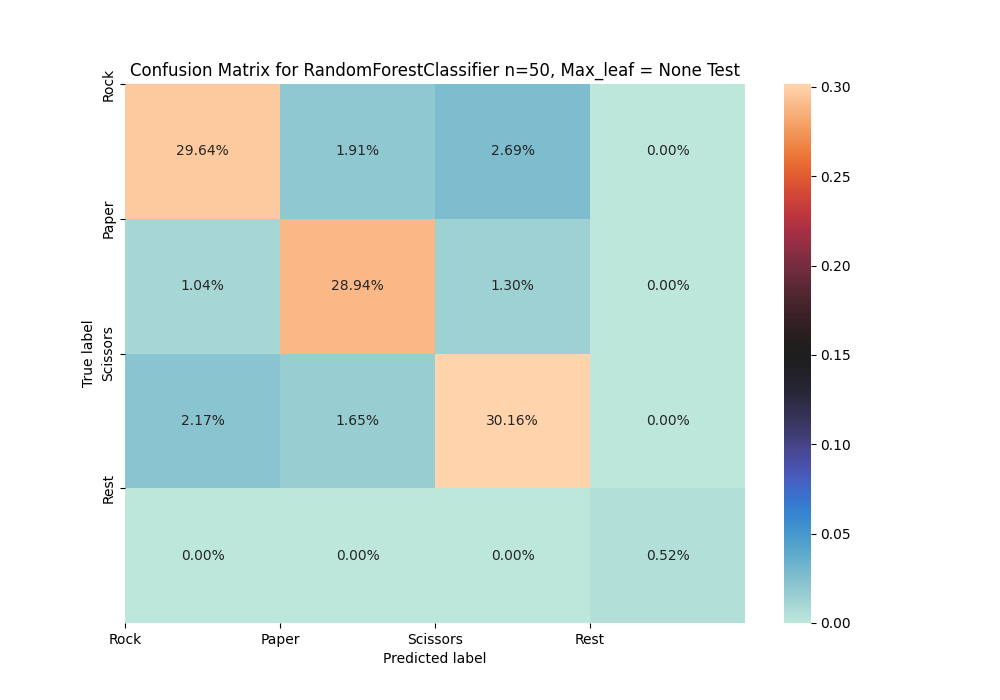 Confusion Matrix for RandomForestClassifier n=50, Max_leaf = None Test
True label
Rock
29.64% 1.91% 2.69% 0.00%
Paper
1.04% 28.94% 1.30% 0.00%
Scissors
2.17% 1.65% 30.16% 0.00%
Rest
0.00% 0.00% 0.00% 0.52%
Rock Paper Scissors Rest
Predicted label
0.30
0.25
0.20
0.15
0.10
0.05
0.00